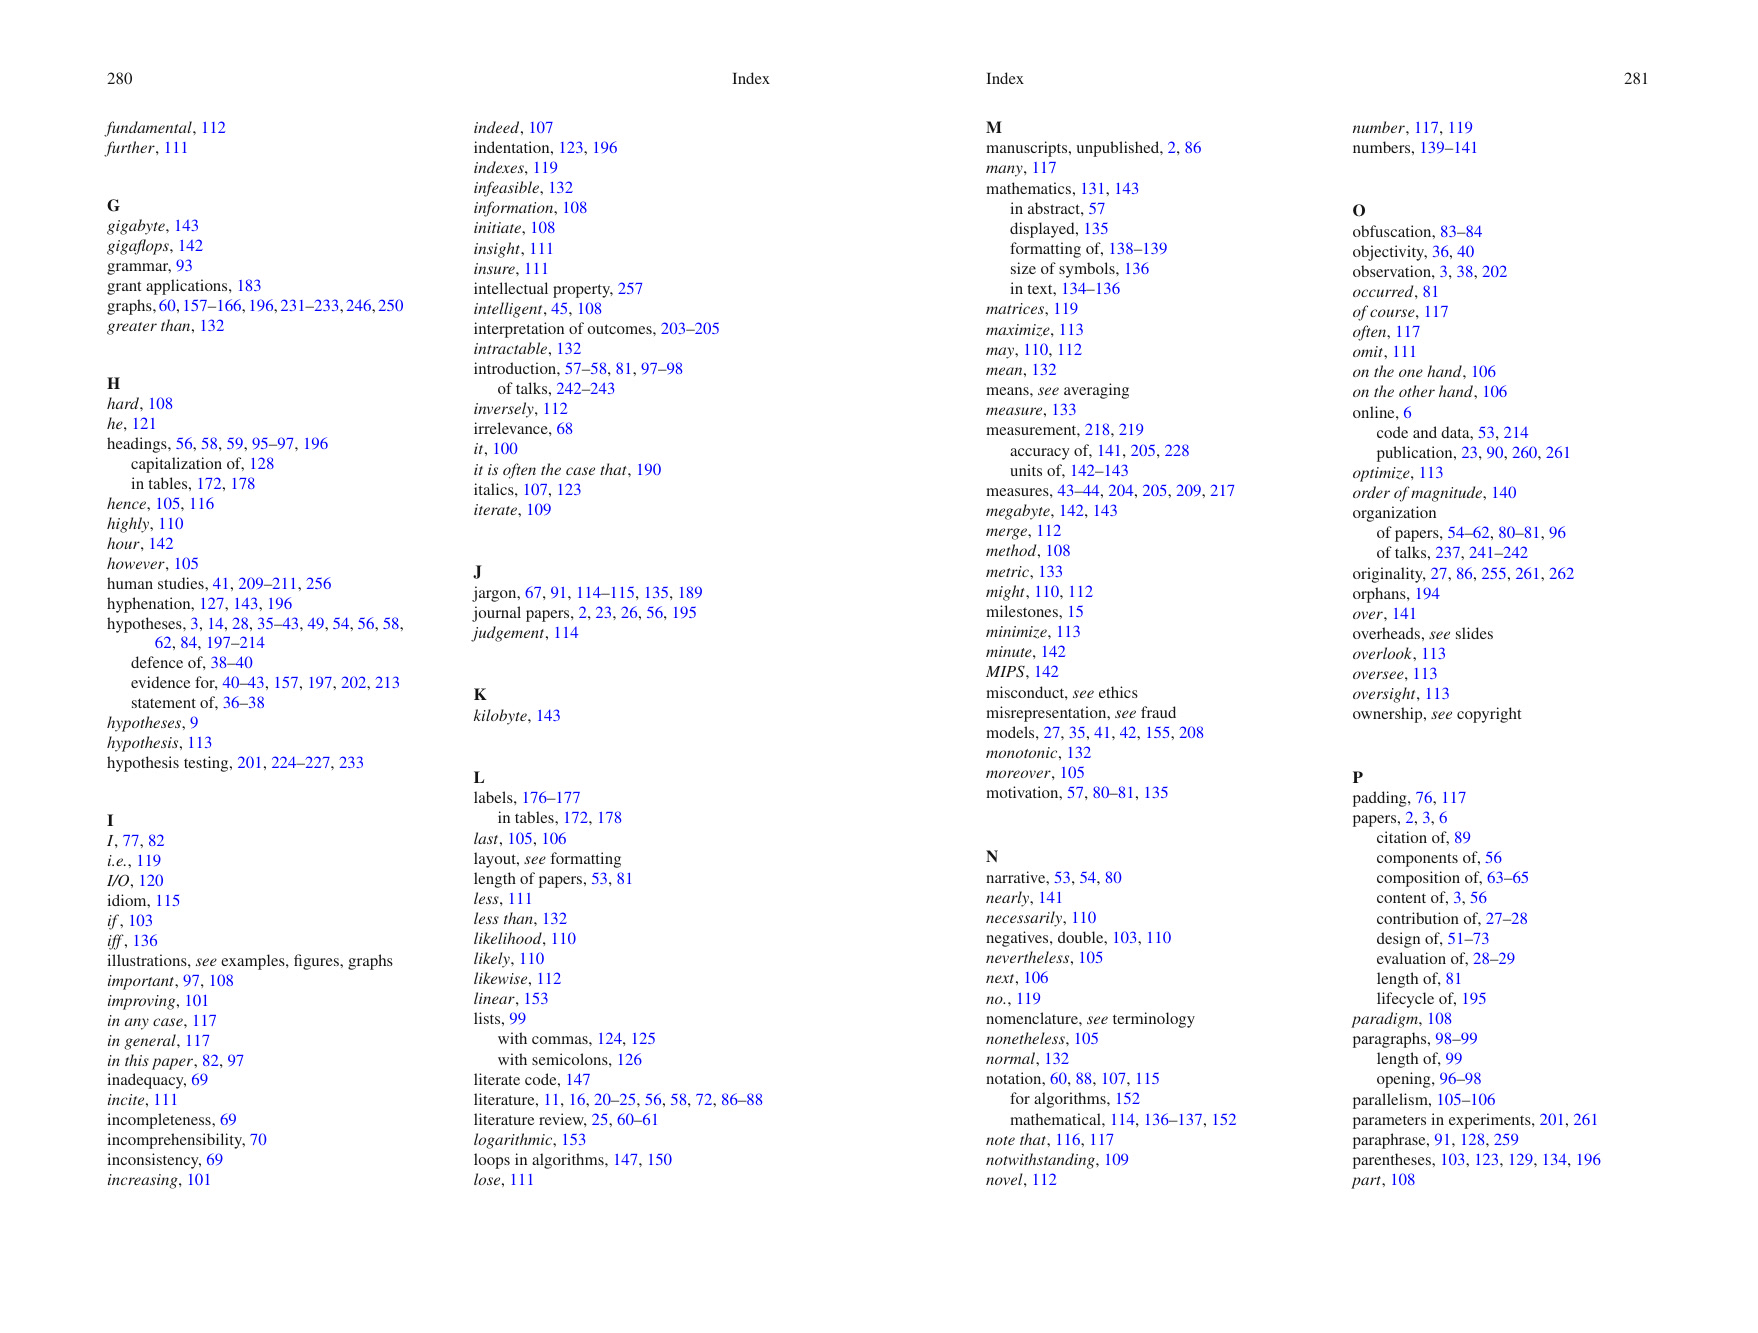 280
Index
fundamental, 112
further, 111
G
gigabyte, 143
gigaflops, 142
grammar, 93
grant applications, 183
graphs, 60, 157–166, 196, 231–233, 246, 250
greater than, 132
H
hard, 108
he, 121
headings, 56, 58, 59, 95–97, 196
capitalization of, 128
in tables, 172, 178
hence, 105, 116
highly, 110
hour, 142
however, 105
human studies, 41, 209–211, 256
hyphenation, 127, 143, 196
hypotheses, 3, 14, 28, 35–43, 49, 54, 56, 58,
62, 84, 197–214
defence of, 38–40
evidence for, 40–43, 157, 197, 202, 213
statement of, 36–38
hypotheses, 9
hypothesis, 113
hypothesis testing, 201, 224–227, 233
I
I, 77, 82
i.e., 119
I/O, 120
idiom, 115
if, 103
iff, 136
illustrations, see examples, figures, graphs
important, 97, 108
improving, 101
in any case, 117
in general, 117
in this paper, 82, 97
inadequacy, 69
incite, 111
incompleteness, 69
incomprehensibility, 70
inconsistency, 69
increasing, 101
indeed, 107
indentation, 123, 196
indexes, 119
infeasible, 132
information, 108
initiate, 108
insight, 111
insure, 111
intellectual property, 257
intelligent, 45, 108
interpretation of outcomes, 203–205
intractable, 132
introduction, 57–58, 81, 97–98
of talks, 242–243
inversely, 112
irrelevance, 68
it, 100
it is often the case that, 190
italics, 107, 123
iterate, 109
J
jargon, 67, 91, 114–115, 135, 189
journal papers, 2, 23, 26, 56, 195
judgement, 114
K
kilobyte, 143
L
labels, 176–177
in tables, 172, 178
last, 105, 106
layout, see formatting
length of papers, 53, 81
less, 111
less than, 132
likelihood, 110
likely, 110
likewise, 112
linear, 153
lists, 99
with commas, 124, 125
with semicolons, 126
literate code, 147
literature, 11, 16, 20–25, 56, 58, 72, 86–88
literature review, 25, 60–61
logarithmic, 153
loops in algorithms, 147, 150
lose, 111
Index
281
M
manuscripts, unpublished, 2, 86
many, 117
mathematics, 131, 143
in abstract, 57
displayed, 135
formatting of, 138–139
size of symbols, 136
in text, 134–136
matrices, 119
maximize, 113
may, 110, 112
mean, 132
means, see averaging
measure, 133
measurement, 218, 219
accuracy of, 141, 205, 228
units of, 142–143
measures, 43–44, 204, 205, 209, 217
megabyte, 142, 143
merge, 112
method, 108
metric, 133
might, 110, 112
milestones, 15
minimize, 113
minute, 142
MIPS, 142
misconduct, see ethics
misrepresentation, see fraud
models, 27, 35, 41, 42, 155, 208
monotonic, 132
moreover, 105
motivation, 57, 80–81, 135
N
narrative, 53, 54, 80
nearly, 141
necessarily, 110
negatives, double, 103, 110
nevertheless, 105
next, 106
no., 119
nomenclature, see terminology
nonetheless, 105
normal, 132
notation, 60, 88, 107, 115
for algorithms, 152
mathematical, 114, 136–137, 152
note that, 116, 117
notwithstanding, 109
novel, 112
number, 117, 119
numbers, 139–141
O
obfuscation, 83–84
objectivity, 36, 40
observation, 3, 38, 202
occurred, 81
of course, 117
often, 117
omit, 111
on the one hand, 106
on the other hand, 106
online, 6
code and data, 53, 214
publication, 23, 90, 260, 261
optimize, 113
order of magnitude, 140
organization
of papers, 54–62, 80–81, 96
of talks, 237, 241–242
originality, 27, 86, 255, 261, 262
orphans, 194
over, 141
overheads, see slides
overlook, 113
oversee, 113
oversight, 113
ownership, see copyright
P
padding, 76, 117
papers, 2, 3, 6
citation of, 89
components of, 56
composition of, 63–65
content of, 3, 56
contribution of, 27–28
design of, 51–73
evaluation of, 28–29
length of, 81
lifecycle of, 195
paradigm, 108
paragraphs, 98–99
length of, 99
opening, 96–98
parallelism, 105–106
parameters in experiments, 201, 261
paraphrase, 91, 128, 259
parentheses, 103, 123, 129, 134, 196
part, 108